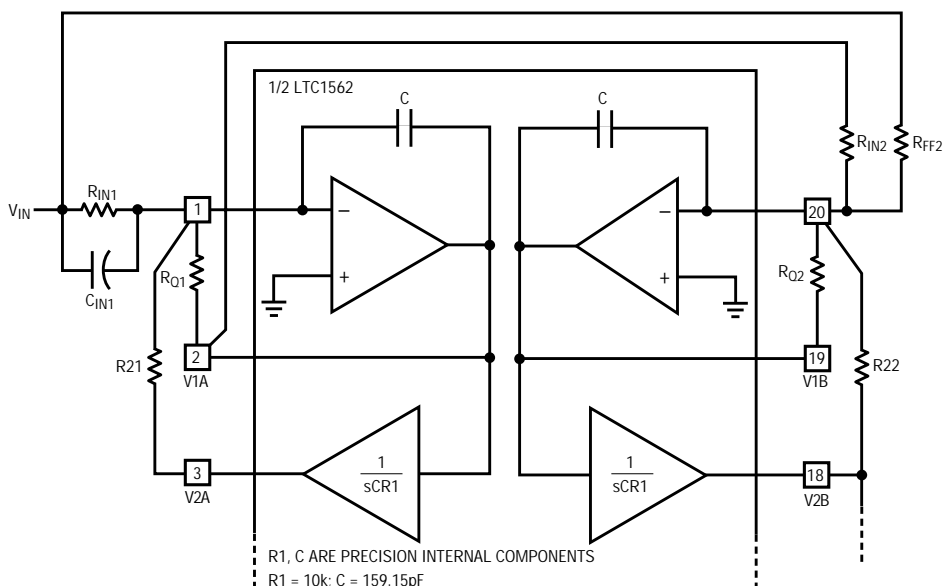 1/2 LTC1562
C
C
RIN2
RFF2
RIN1
VIN
1
−
−
20
+
+
RQ1
RQ2
CIN1
R21
2
V1A
19
V1B
R22
1
sCR1
1
sCR1
3
V2A
18
V2B
R1, C ARE PRECISION INTERNAL COMPONENTS
R1 = 10k; C = 159.15pF